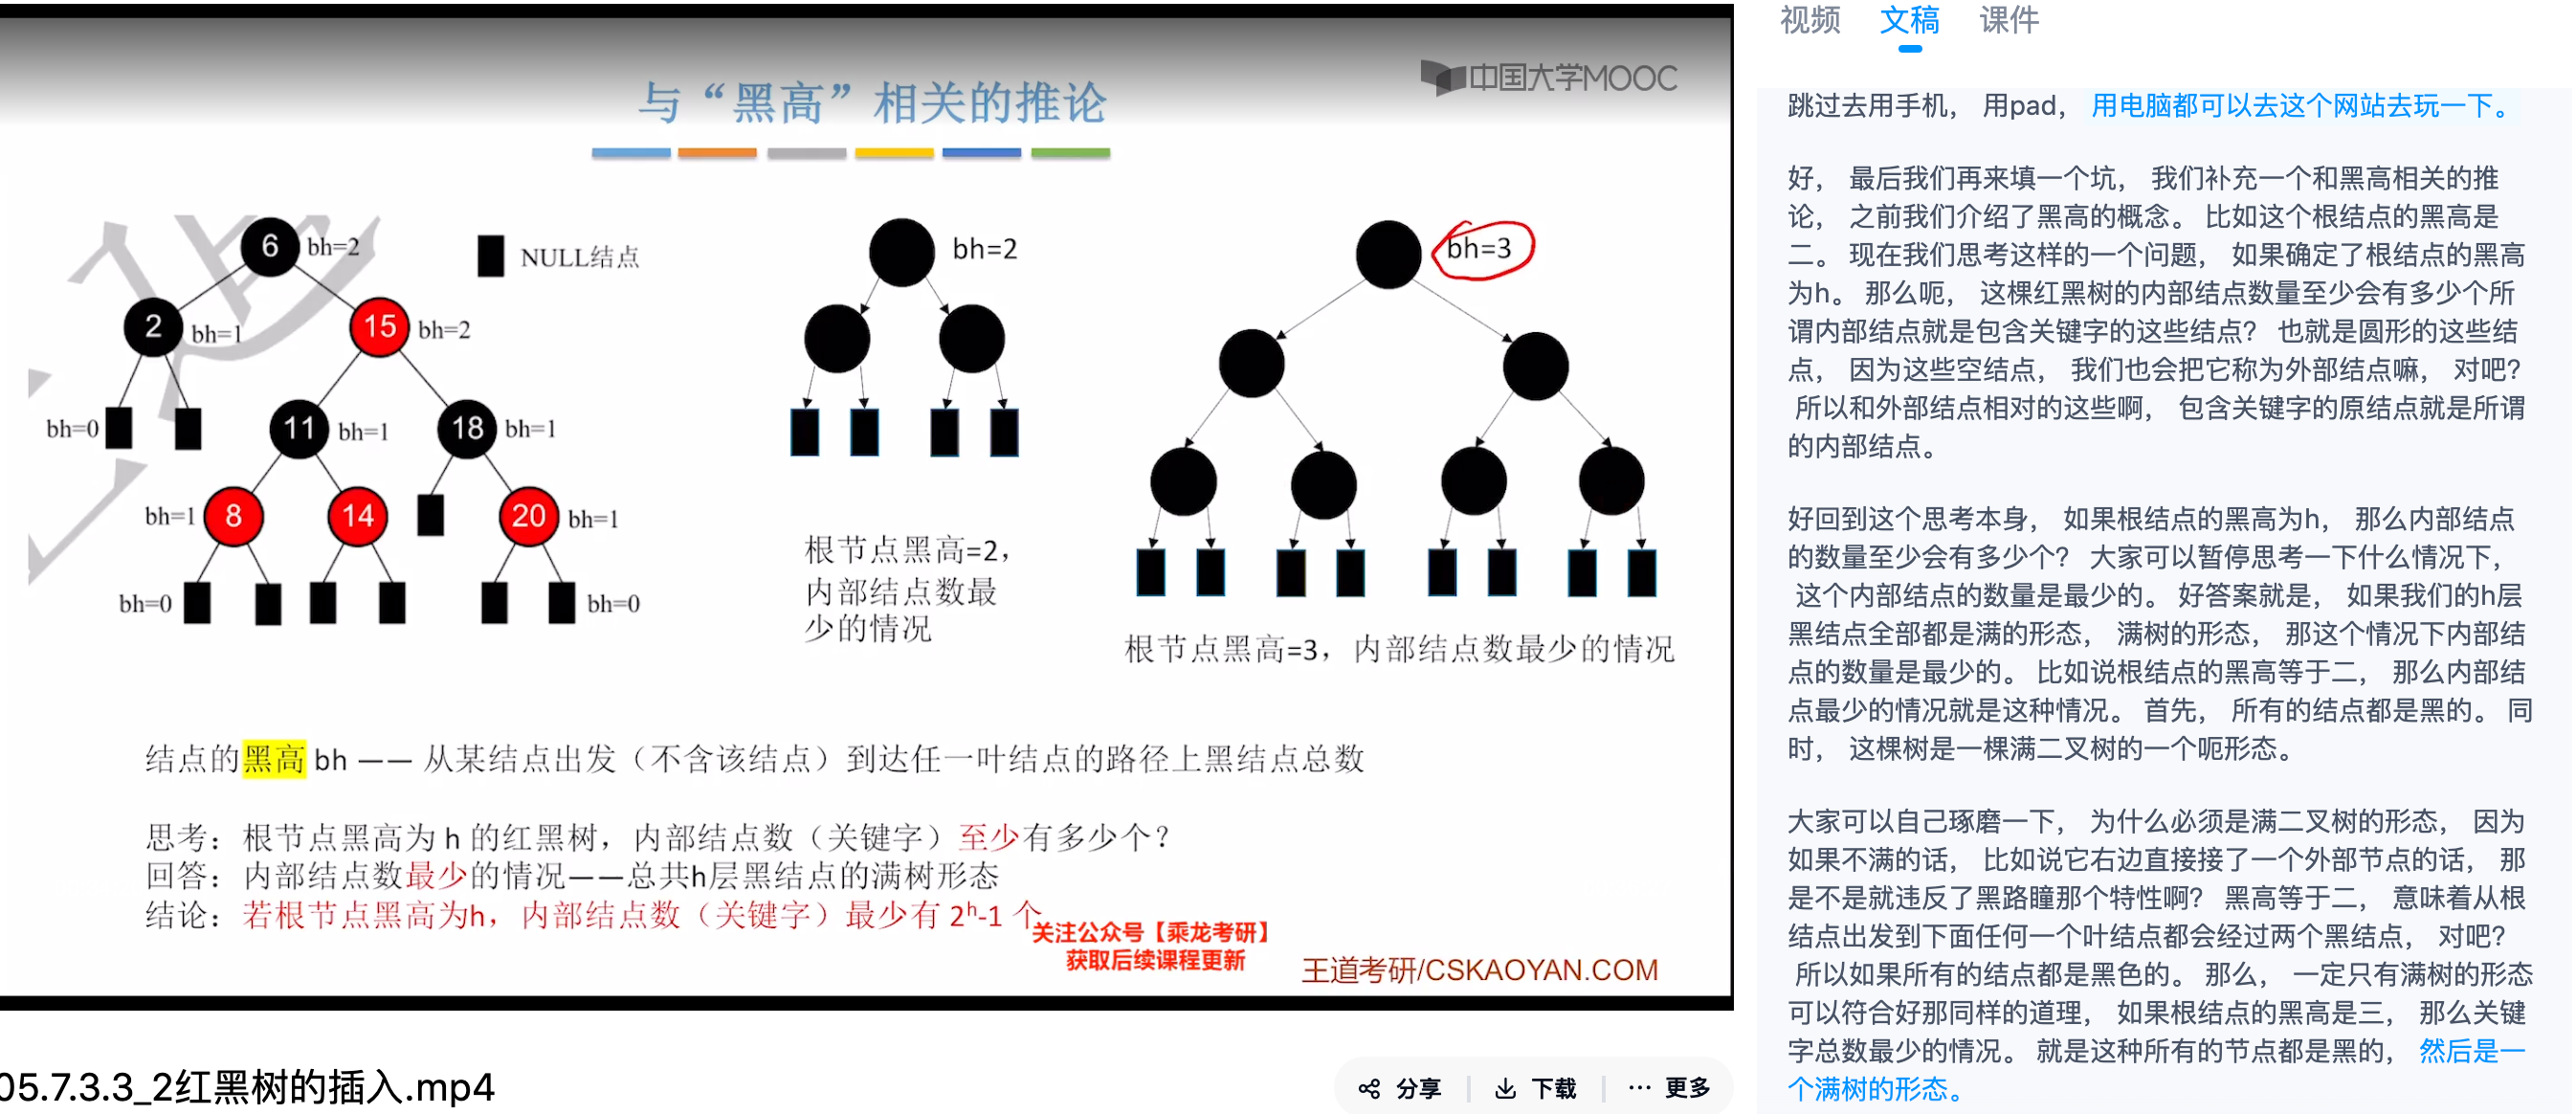 与“黑高”相关的推论
中国大学MOOC
6 bh=2
NULL结点
2 bh=1
15 bh=2
bh=0
11 bh=1
18 bh=1
bh=1 8
14
20 bh=1
bh=0
bh=0
bh=2
根节点黑高=2，
内部结点数最
少的情况
bh=3
根节点黑高=3，内部结点数最少的情况
结点的黑高 bh —— 从某结点出发（不含该结点）到达任一叶结点的路径上黑结点总数
思考：根节点黑高为 h 的红黑树，内部结点数（关键字）至少有多少个？
回答：内部结点数最少的情况——总共h层黑结点的满树形态
结论：若根节点黑高为h，内部结点数（关键字）最少有 2ʰ-1 个
关注公众号【乘龙考研】
获取后续课程更新
王道考研/CSKAOYAN.COM
05.7.3.3_2红黑树的插入.mp4
分享
下载
··· 更多
视频 文稿 课件
跳过去用手机， 用pad， 用电脑都可以去这个网站去玩一下。
好， 最后我们再来填一个坑， 我们补充一个和黑高相关的推
论， 之前我们介绍了黑高的概念。 比如这个根结点的黑高是
二。 现在我们思考这样的一个问题， 如果确定了根结点的黑高
为h。 那么呃， 这棵红黑树的内部结点数量至少会有多少个所
谓内部结点就是包含关键字的这些结点? 也就是圆形的这些结
点， 因为这些空结点， 我们也会把它称为外部结点嘛， 对吧?
所以和外部结点相对的这些啊， 包含关键字的原结点就是所谓
的内部结点。
好回到这个思考本身， 如果根结点的黑高为h， 那么内部结点
的数量至少会有多少个? 大家可以暂停思考一下什么情况下，
这个内部结点的数量是最少的。 好答案就是， 如果我们的h层
黑结点全部都是满的形态， 满树的形态， 那这个情况下内部结
点的数量是最少的。 比如说根结点的黑高等于二， 那么内部结
点最少的情况就是这种情况。 首先， 所有的结点都是黑的。 同
时， 这棵树是一棵满二叉树的一个呃形态。
大家可以自己琢磨一下， 为什么必须是满二叉树的形态， 因为
如果不满的话， 比如说它右边直接接了一个外部节点的话， 那
是不是就违反了黑路瞳那个特性啊? 黑高等于二， 意味着从根
结点出发到下面任何一个叶结点都会经过两个黑结点， 对吧?
所以如果所有的结点都是黑色的。 那么， 一定只有满树的形态
可以符合好那同样的道理， 如果根结点的黑高是三， 那么关键
字总数最少的情况。 就是这种所有的节点都是黑的， 然后是一
个满树的形态。